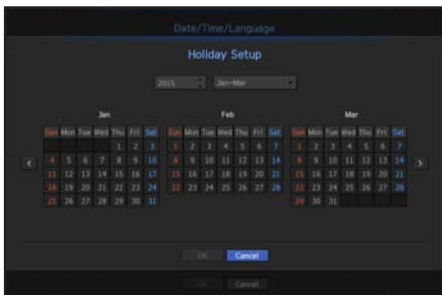 Date/Time/Language
Holiday Setup
2015 Jan~Mar
Jan Feb Mar
Sun Mon Tue Wed Thu Fri Sat Sun Mon Tue Wed Thu Fri Sat Sun Mon Tue Wed Thu Fri Sat
1 2 3 1 2 3 4 5 6 7 1 2 3 4 5 6 7
4 5 6 7 8 9 10 8 9 10 11 12 13 14 8 9 10 11 12 13 14
11 12 13 14 15 16 17 15 16 17 18 19 20 21 15 16 17 18 19 20 21
18 19 20 21 22 23 24 22 23 24 25 26 27 28 22 23 24 25 26 27 28
25 26 27 28 29 30 31 29 30 31
OK Cancel
OK Cancel